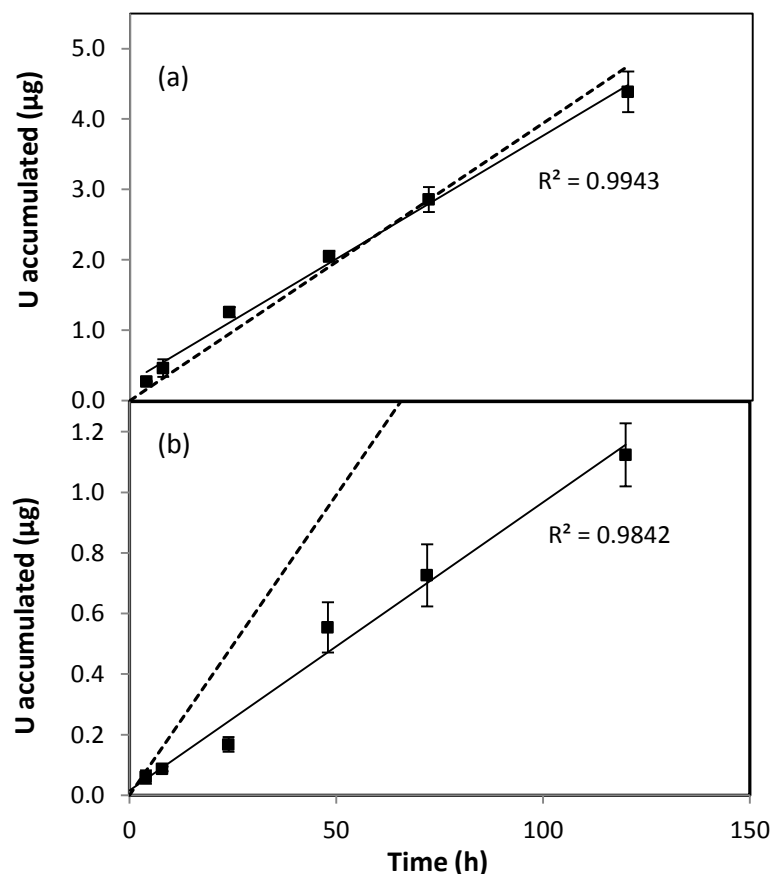 5.0
(a)
4.0
R² = 0.9943
3.0
2.0
1.0
0.0
U accumulated (µg)
1.2
(b)
1.0
R² = 0.9842
0.8
0.6
0.4
0.2
0.0
U accumulated (µg)
0 50 100 150
Time (h)